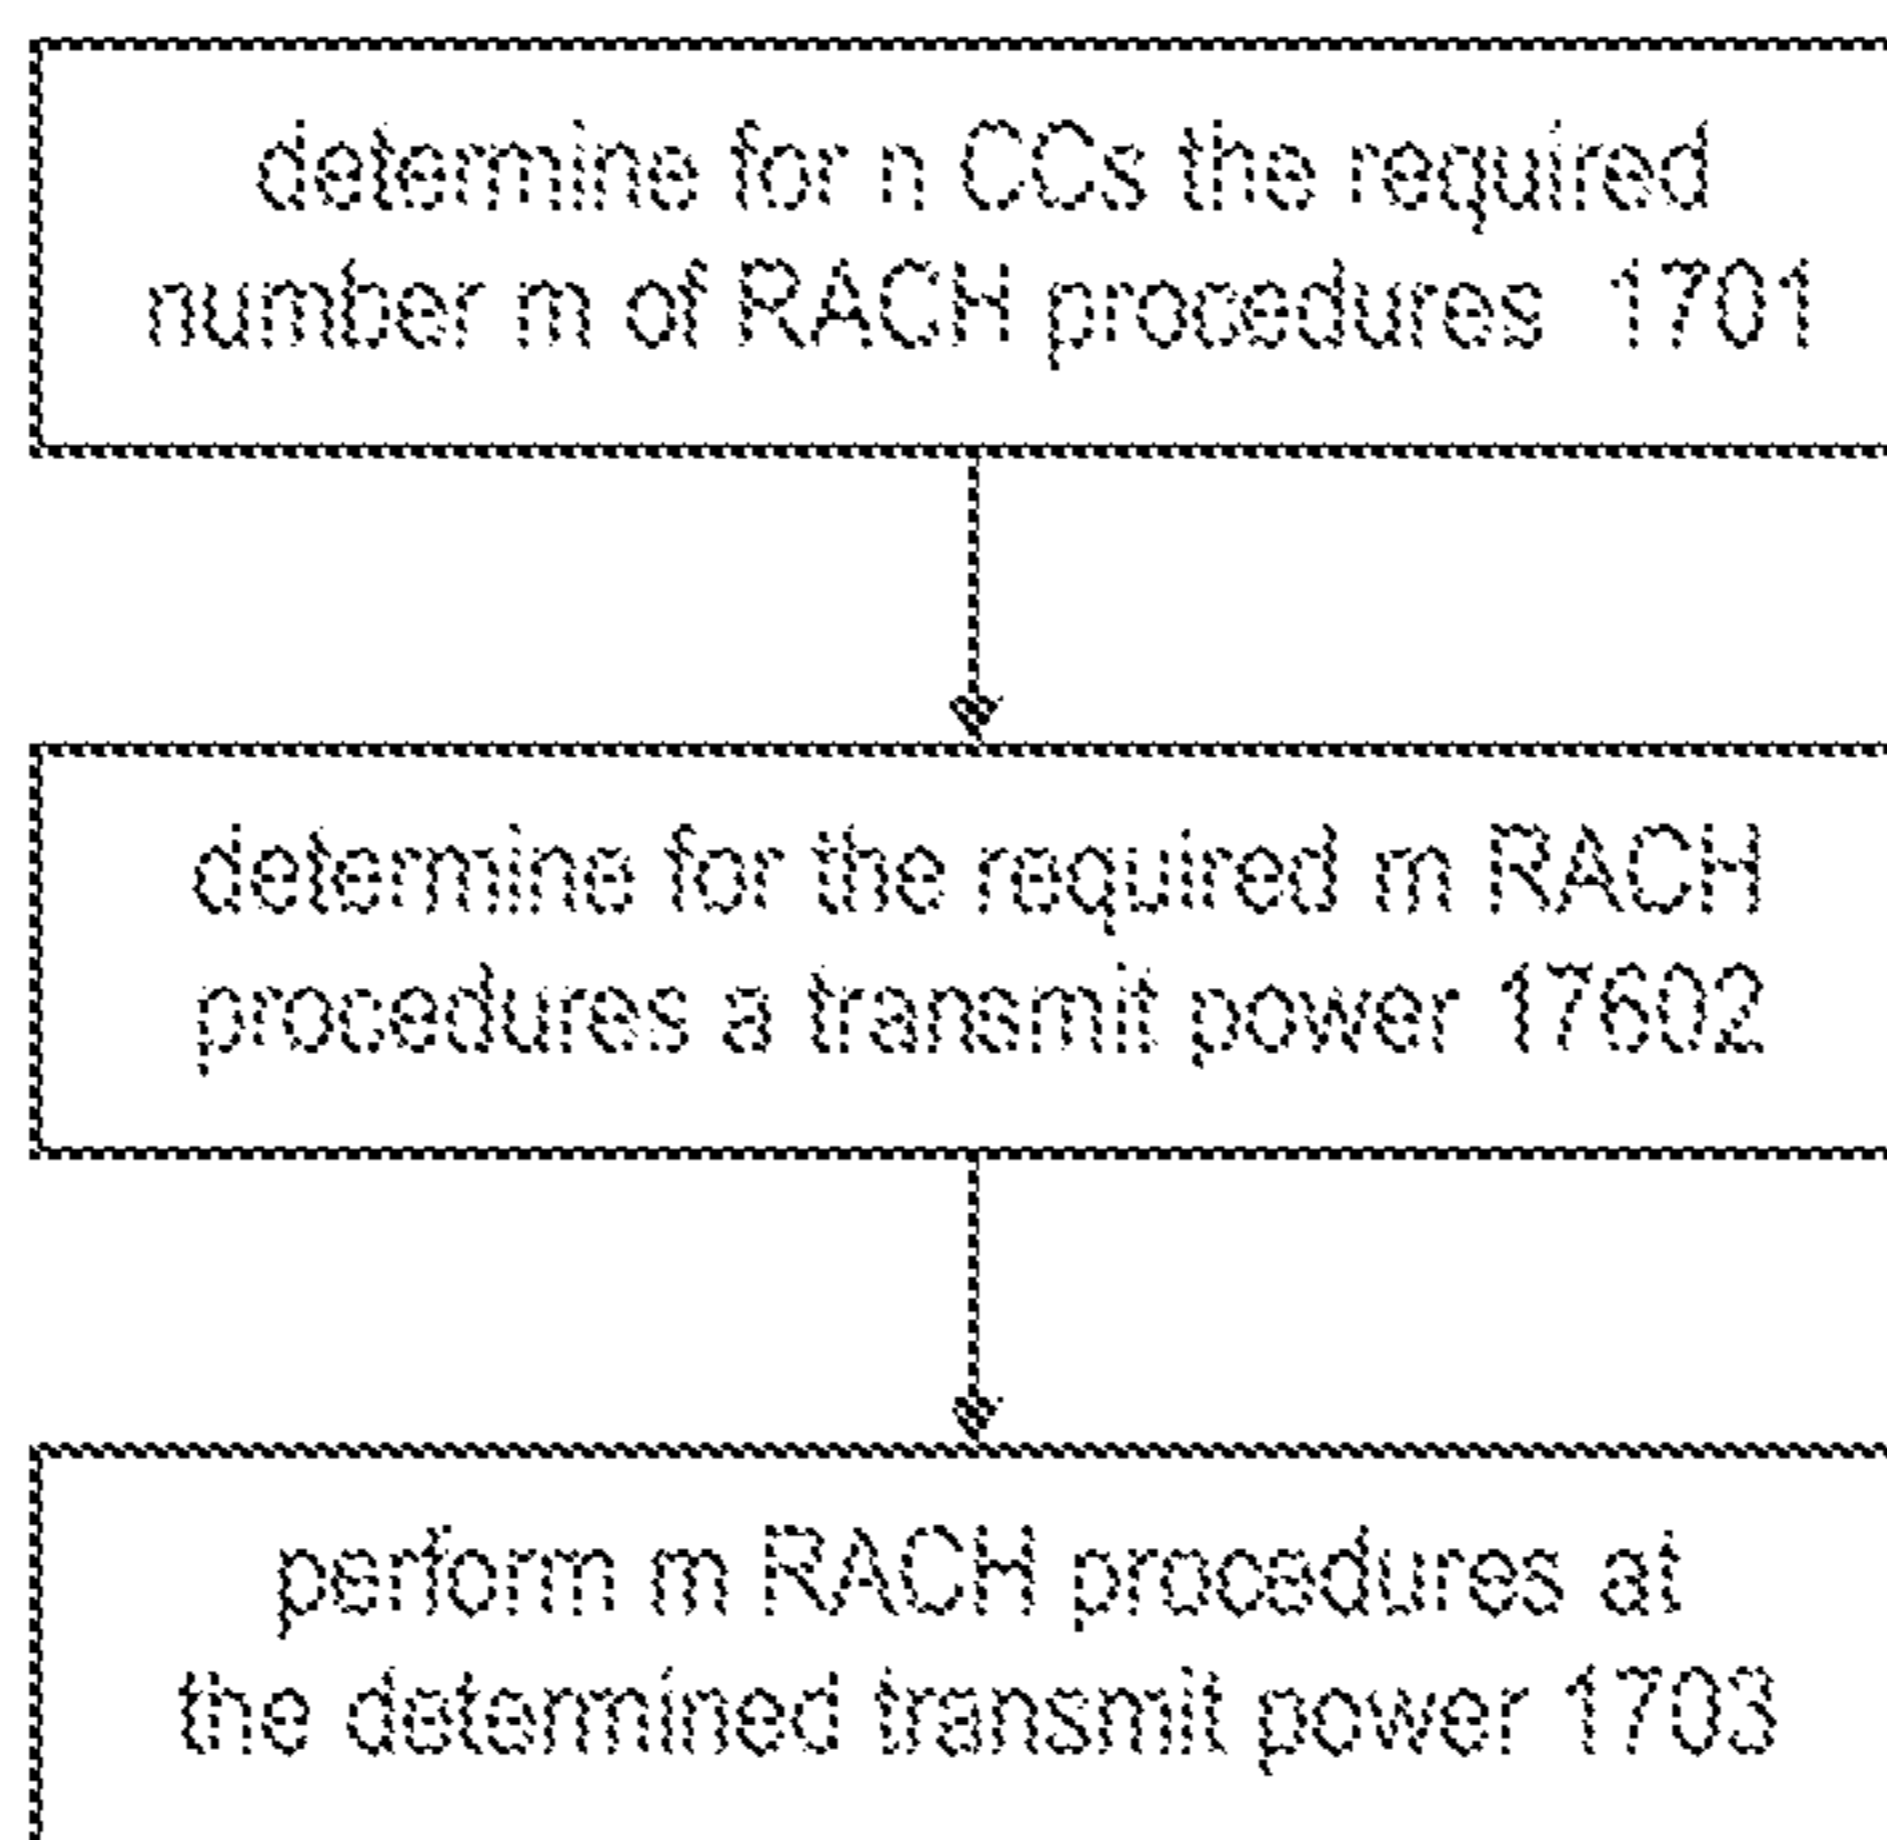 determine for n CCs the required
number m of RACH procedures 1701
determine for the required m RACH
procedures a transmit power 17602
perform m RACH procedures at
the determined transmit power 1703